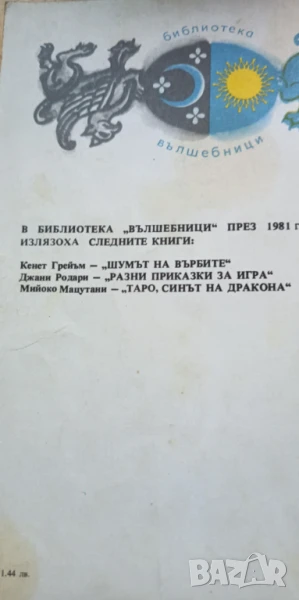 библиотека
вълшебници
В БИБЛИОТЕКА „ВЪЛШЕБНИЦИ" ПРЕЗ 1981 г
ИЗЛЯЗОХА СЛЕДНИТЕ КНИГИ:
Кенет Грейъм — „ШУМЪТ НА ВЪРБИТЕ"
Джани Родари — „РАЗНИ ПРИКАЗКИ ЗА ИГРА"
Мийоко Мацутани — „ТАРО, СИНЪТ НА ДРАКОНА"
1.44 лв.
bazar.bg